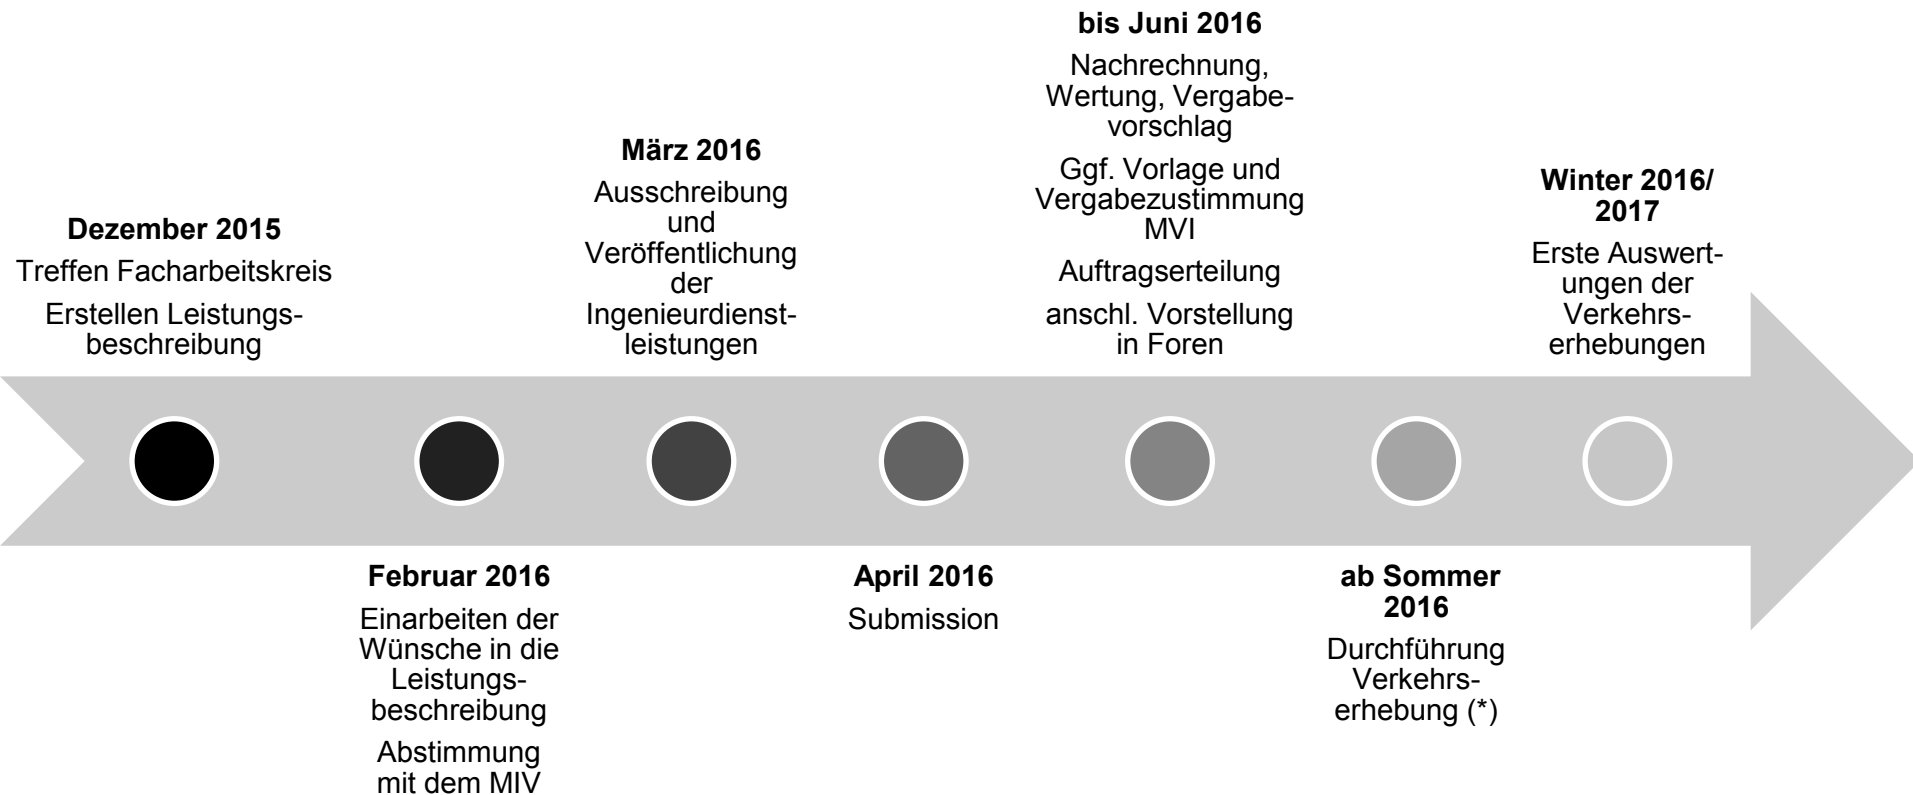 Dezember 2015
Treffen Facharbeitskreis
Erstellen Leistungs-
beschreibung
Februar 2016
Einarbeiten der
Wünsche in die
Leistungs-
beschreibung
Abstimmung
mit dem MIV
März 2016
Ausschreibung
und
Veröffentlichung
der
Ingenieurdienst-
leistungen
April 2016
Submission
bis Juni 2016
Nachrechnung,
Wertung, Vergabe-
vorschlag
Ggf. Vorlage und
Vergabezustimmung
MVI
Auftragserteilung
anschl. Vorstellung
in Foren
ab Sommer
2016
Durchführung
Verkehrs-
erhebung (*)
Winter 2016/
2017
Erste Auswert-
ungen der
Verkehrs-
erhebungen